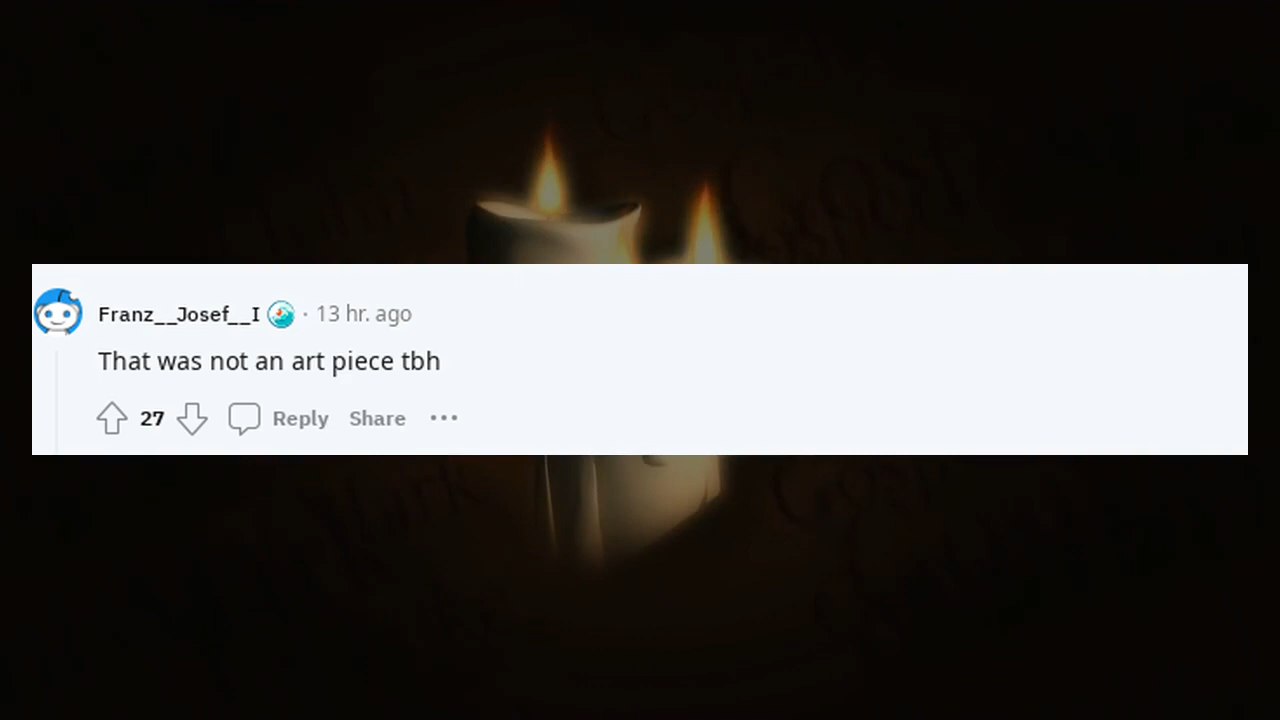 Franz__Josef__I · 13 hr. ago
That was not an art piece tbh
27 Reply Share ...